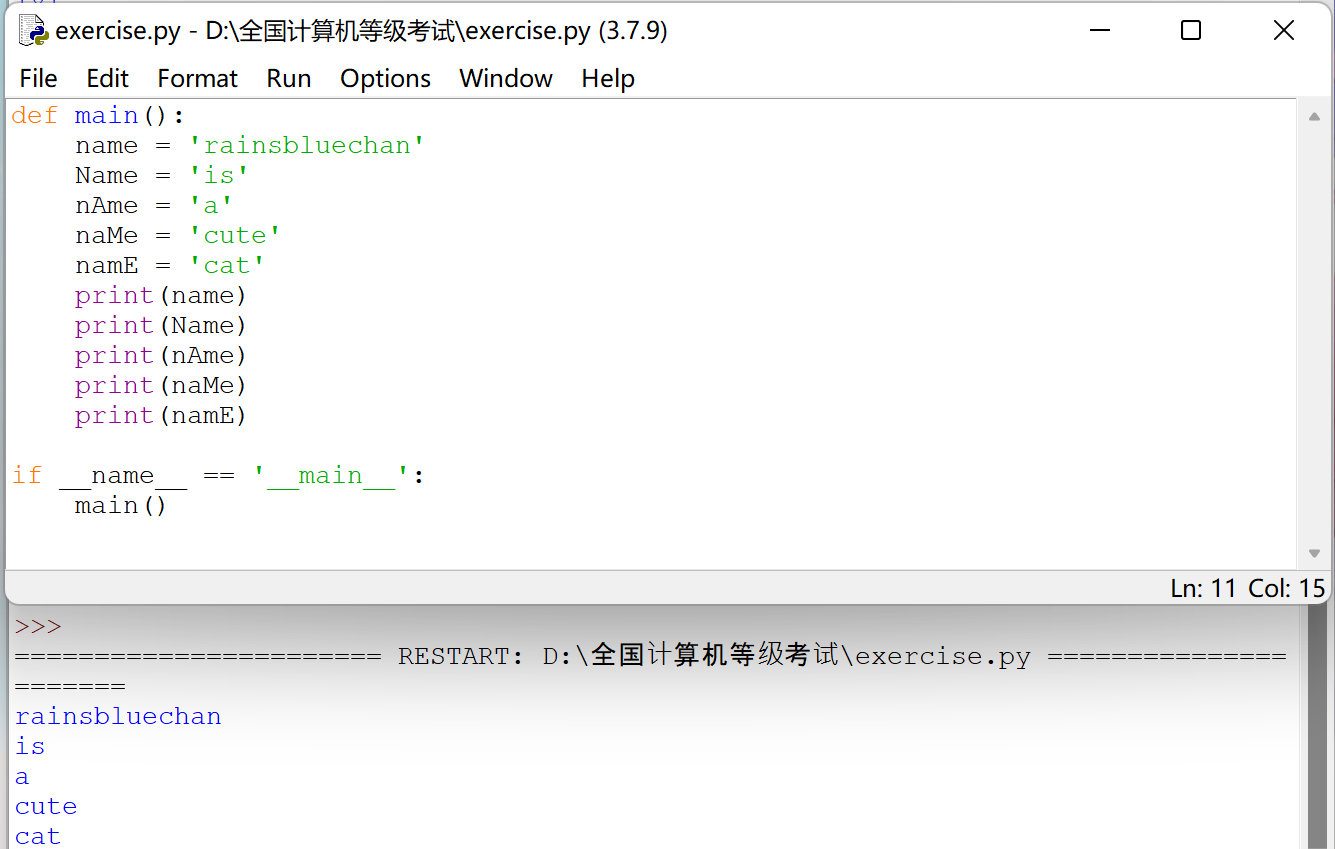 exercise.py - D:\全国计算机等级考试\exercise.py (3.7.9)
File Edit Format Run Options Window Help
def main():
    name = 'rainsbluechan'
    Name = 'is'
    nAme = 'a'
    naMe = 'cute'
    namE = 'cat'
    print(name)
    print(Name)
    print(nAme)
    print(naMe)
    print(namE)
if __name__ == '__main__':
    main()
Ln: 11 Col: 15
>>>
======================= RESTART: D:\全国计算机等级考试\exercise.py ===============
=======
rainsbluechan
is
a
cute
cat